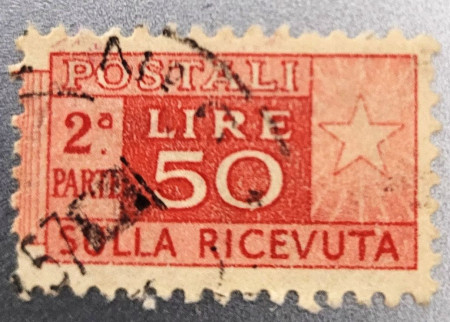 POSTALI
2ª LIRE
PARTE 50
SULLA RICEVUTA